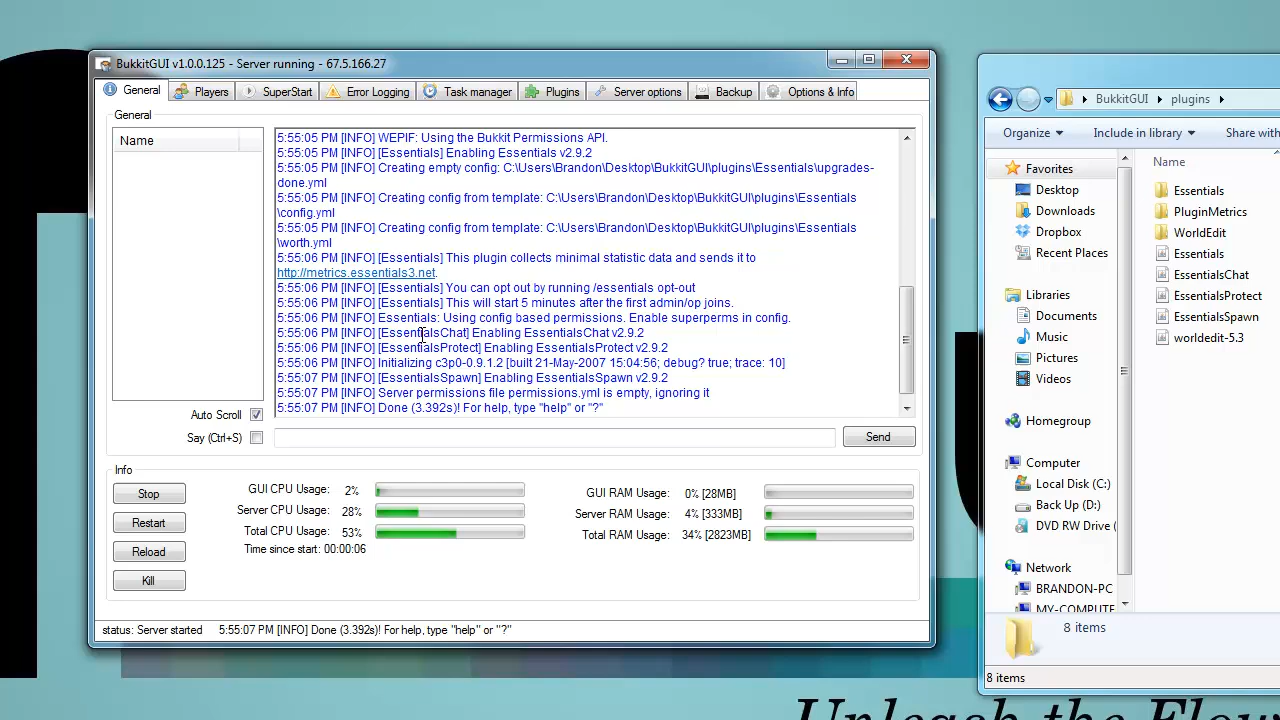 BukkitGUI v1.0.0.125 - Server running - 67.5.166.27
General
Players
SuperStart
Error Logging
Task manager
Plugins
Server options
Backup
Options & Info
General
Name
5:55:05 PM [INFO] WEPIF: Using the Bukkit Permissions API.
5:55:05 PM [INFO] [Essentials] Enabling Essentials v2.9.2
5:55:05 PM [INFO] Creating empty config: C:\Users\Brandon\Desktop\BukkitGUI\plugins\Essentials\upgrades-
done.yml
5:55:05 PM [INFO] Creating config from template: C:\Users\Brandon\Desktop\BukkitGUI\plugins\Essentials
\config.yml
5:55:05 PM [INFO] Creating config from template: C:\Users\Brandon\Desktop\BukkitGUI\plugins\Essentials
\worth.yml
5:55:06 PM [INFO] [Essentials] This plugin collects minimal statistic data and sends it to
http://metrics.essentials3.net.
5:55:06 PM [INFO] [Essentials] You can opt out by running /essentials opt-out
5:55:06 PM [INFO] [Essentials] This will start 5 minutes after the first admin/op joins.
5:55:06 PM [INFO] Essentials: Using config based permissions. Enable superperms in config.
5:55:06 PM [INFO] [EssentialsChat] Enabling EssentialsChat v2.9.2
5:55:06 PM [INFO] [EssentialsProtect] Enabling EssentialsProtect v2.9.2
5:55:06 PM [INFO] Initializing c3p0-0.9.1.2 [built 21-May-2007 15:04:56; debug? true; trace: 10]
5:55:07 PM [INFO] [EssentialsSpawn] Enabling EssentialsSpawn v2.9.2
5:55:07 PM [INFO] Server permissions file permissions.yml is empty, ignoring it
5:55:07 PM [INFO] Done (3.392s)! For help, type "help" or "?"
Auto Scroll
Say (Ctrl+S)
Send
Info
Stop
Restart
Reload
Kill
GUI CPU Usage: 2%
Server CPU Usage: 28%
Total CPU Usage: 53%
Time since start: 00:00:06
GUI RAM Usage: 0% [28MB]
Server RAM Usage: 4% [333MB]
Total RAM Usage: 34% [2823MB]
status: Server started 5:55:07 PM [INFO] Done (3.392s)! For help, type "help" or "?"
BukkitGUI
plugins
Organize
Include in library
Share with
Favorites
Desktop
Downloads
Dropbox
Recent Places
Libraries
Documents
Music
Pictures
Videos
Homegroup
Computer
Local Disk (C:)
Back Up (D:)
DVD RW Drive (
Network
BRANDON-PC
MY-COMPUTE
Name
Essentials
PluginMetrics
WorldEdit
Essentials
EssentialsChat
EssentialsProtect
EssentialsSpawn
worldedit-5.3
8 items
8 items
Unleash the